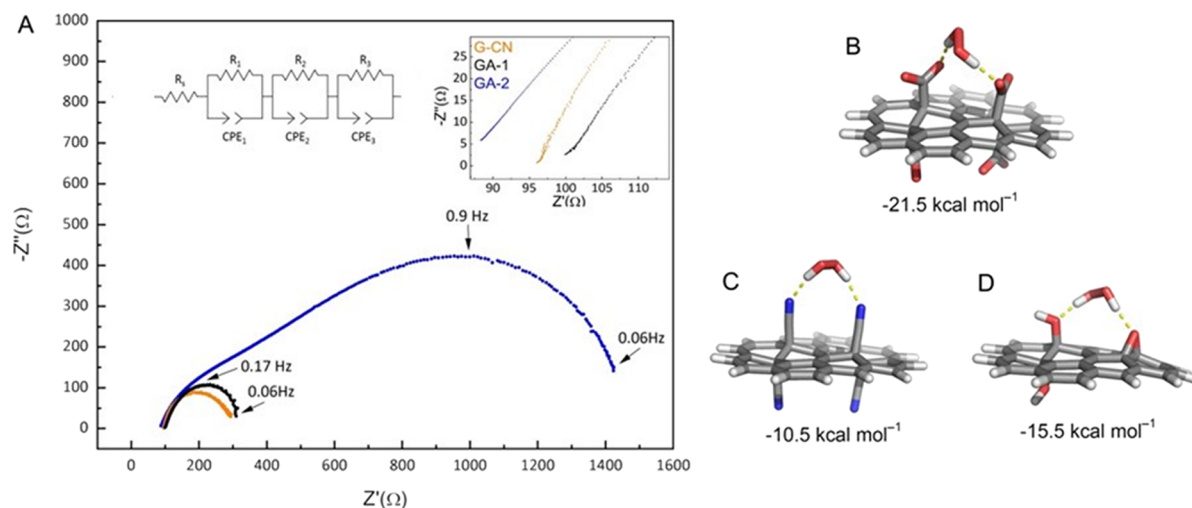 A
1000
900
800
700
600
500
400
300
200
100
0
-Z"(Ω)
0 200 400 600 800 1000 1200 1400 1600
Z'(Ω)
Rs
R1
R2
R3
CPE1
CPE2
CPE3
G-CN
GA-1
GA-2
25
20
15
10
5
0
-Z"(Ω)
90 95 100 105 110
Z'(Ω)
0.9 Hz
0.06Hz
0.17 Hz
0.06Hz
B
-21.5 kcal mol⁻¹
C
-10.5 kcal mol⁻¹
D
-15.5 kcal mol⁻¹